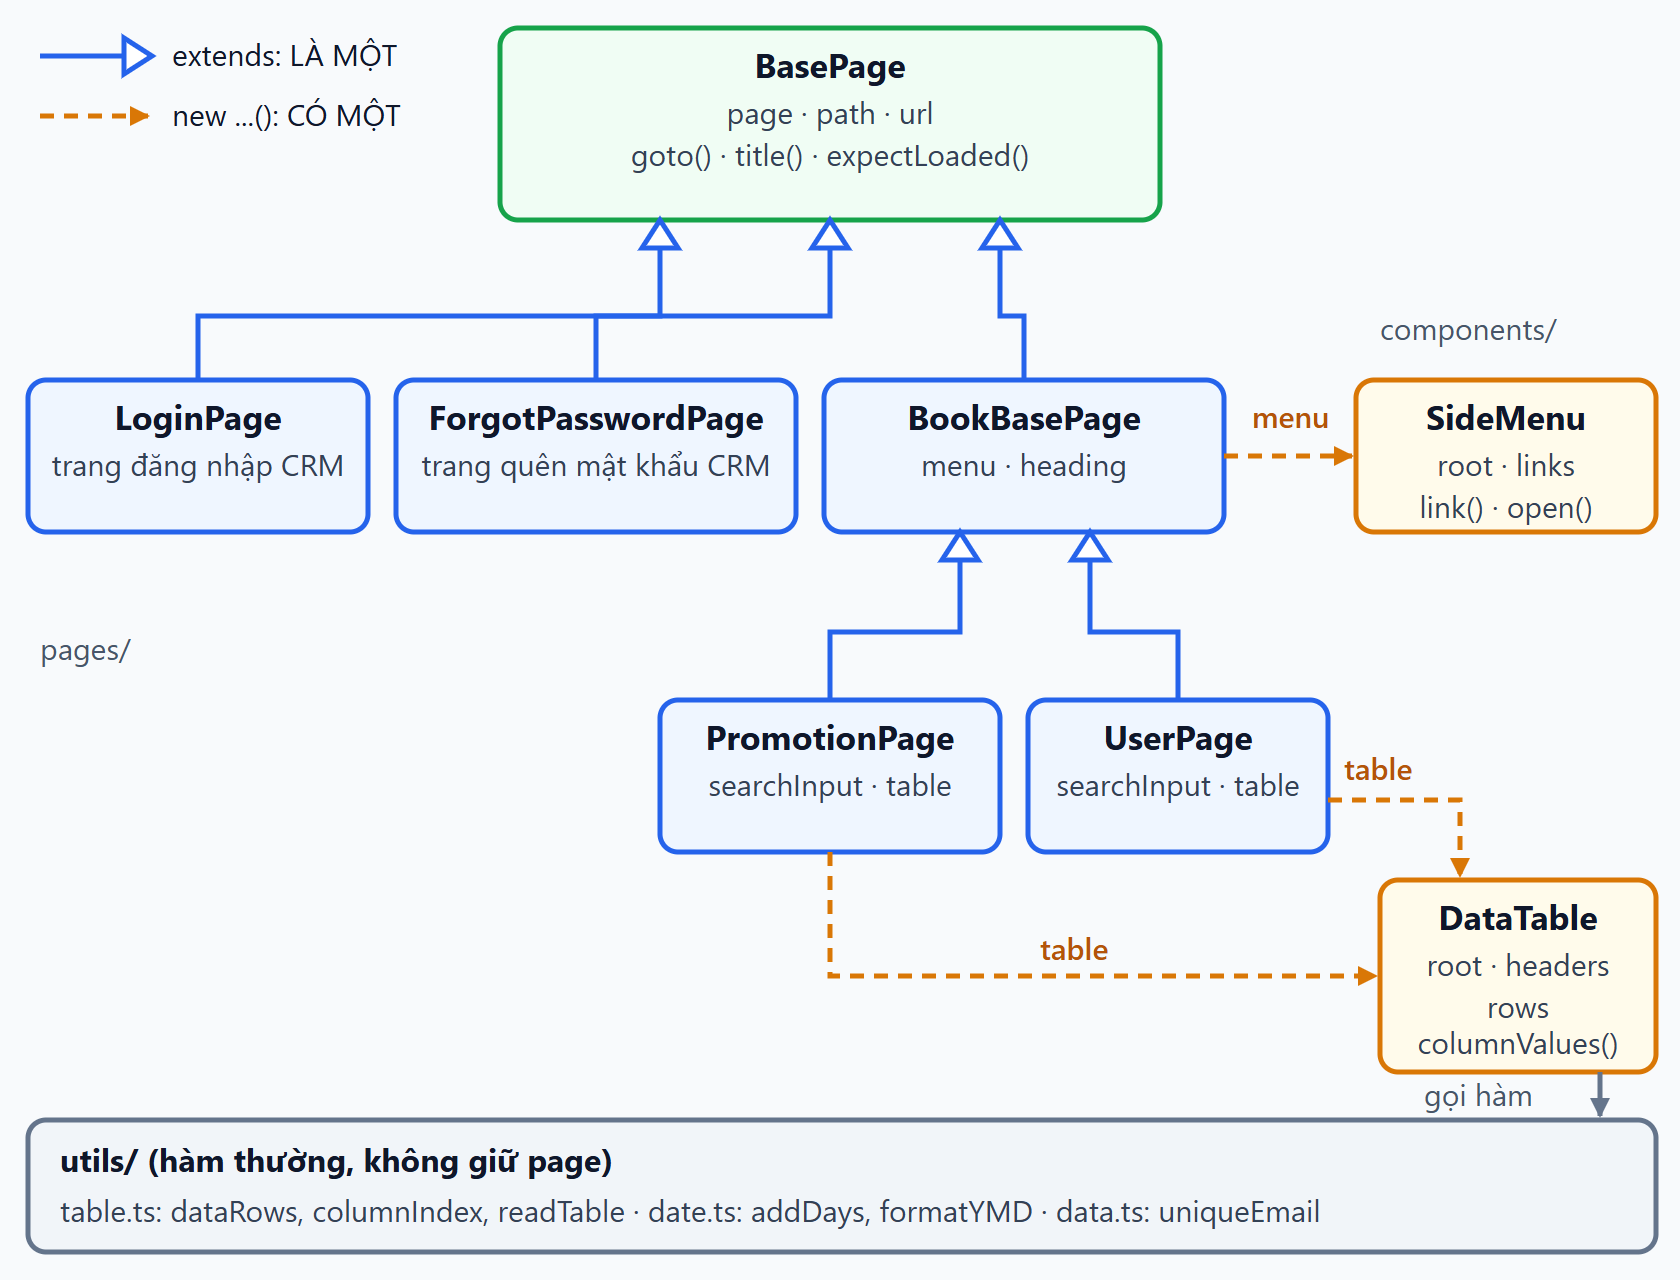 extends: LÀ MỘT
new ...(): CÓ MỘT
BasePage
page · path · url
goto() · title() · expectLoaded()
components/
LoginPage
trang đăng nhập CRM
ForgotPasswordPage
trang quên mật khẩu CRM
BookBasePage
menu · heading
menu
SideMenu
root · links
link() · open()
pages/
PromotionPage
searchInput · table
UserPage
searchInput · table
table
table
DataTable
root · headers
rows
columnValues()
gọi hàm
utils/ (hàm thường, không giữ page)
table.ts: dataRows, columnIndex, readTable · date.ts: addDays, formatYMD · data.ts: uniqueEmail